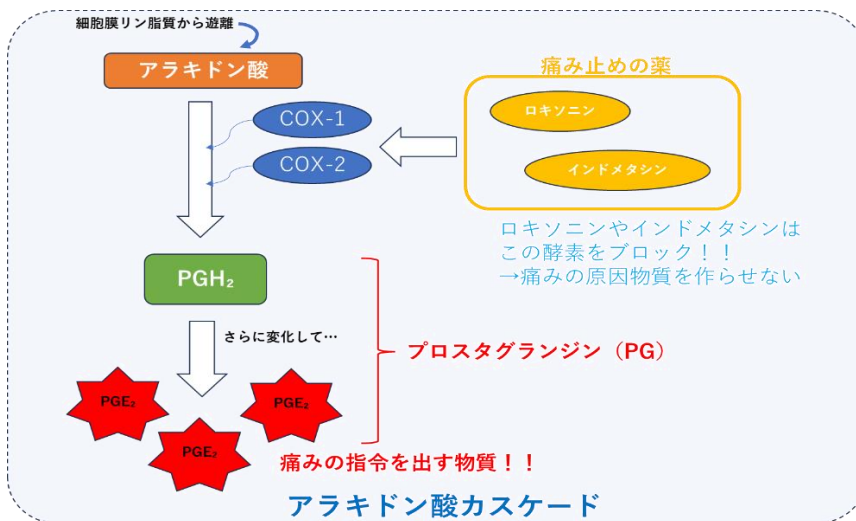 細胞膜リン脂質から遊離
アラキドン酸
痛み止めの薬
ロキソニン
COX-1
COX-2
インドメタシン
ロキソニンやインドメタシンは
この酵素をブロック！！
→痛みの原因物質を作らせない
PGH₂
さらに変化して…
プロスタグランジン（PG）
PGE₂
PGE₂
PGE₂
痛みの指令を出す物質！！
アラキドン酸カスケード